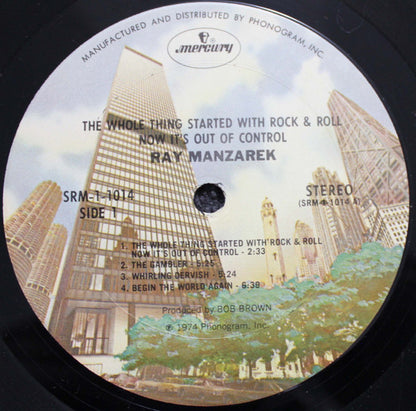 MANUFACTURED AND DISTRIBUTED BY PHONOGRAM, INC.
mercury
THE WHOLE THING STARTED WITH ROCK & ROLL
NOW IT'S OUT OF CONTROL
RAY MANZAREK
SRM-1-1014
SIDE 1
STEREO
(SRM-1-1014 A)
1. THE WHOLE THING STARTED WITH ROCK & ROLL
NOW IT'S OUT OF CONTROL - 2:33
2. THE GAMBLER - 5:25
3. WHIRLING DERVISH - 5:24
4. BEGIN THE WORLD AGAIN - 6:38
Produced by BOB BROWN
℗ 1974 Phonogram, Inc.